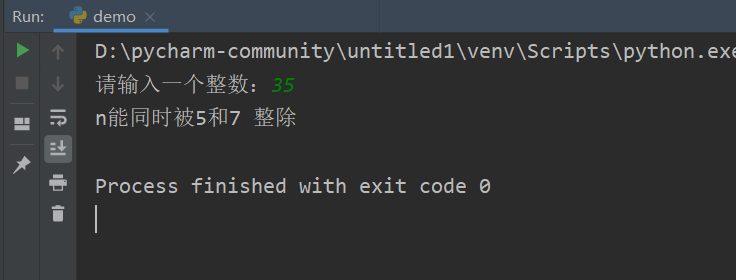 Run: demo
D:\pycharm-community\untitled1\venv\Scripts\python.exe
请输入一个整数：35
n能同时被5和7 整除
Process finished with exit code 0